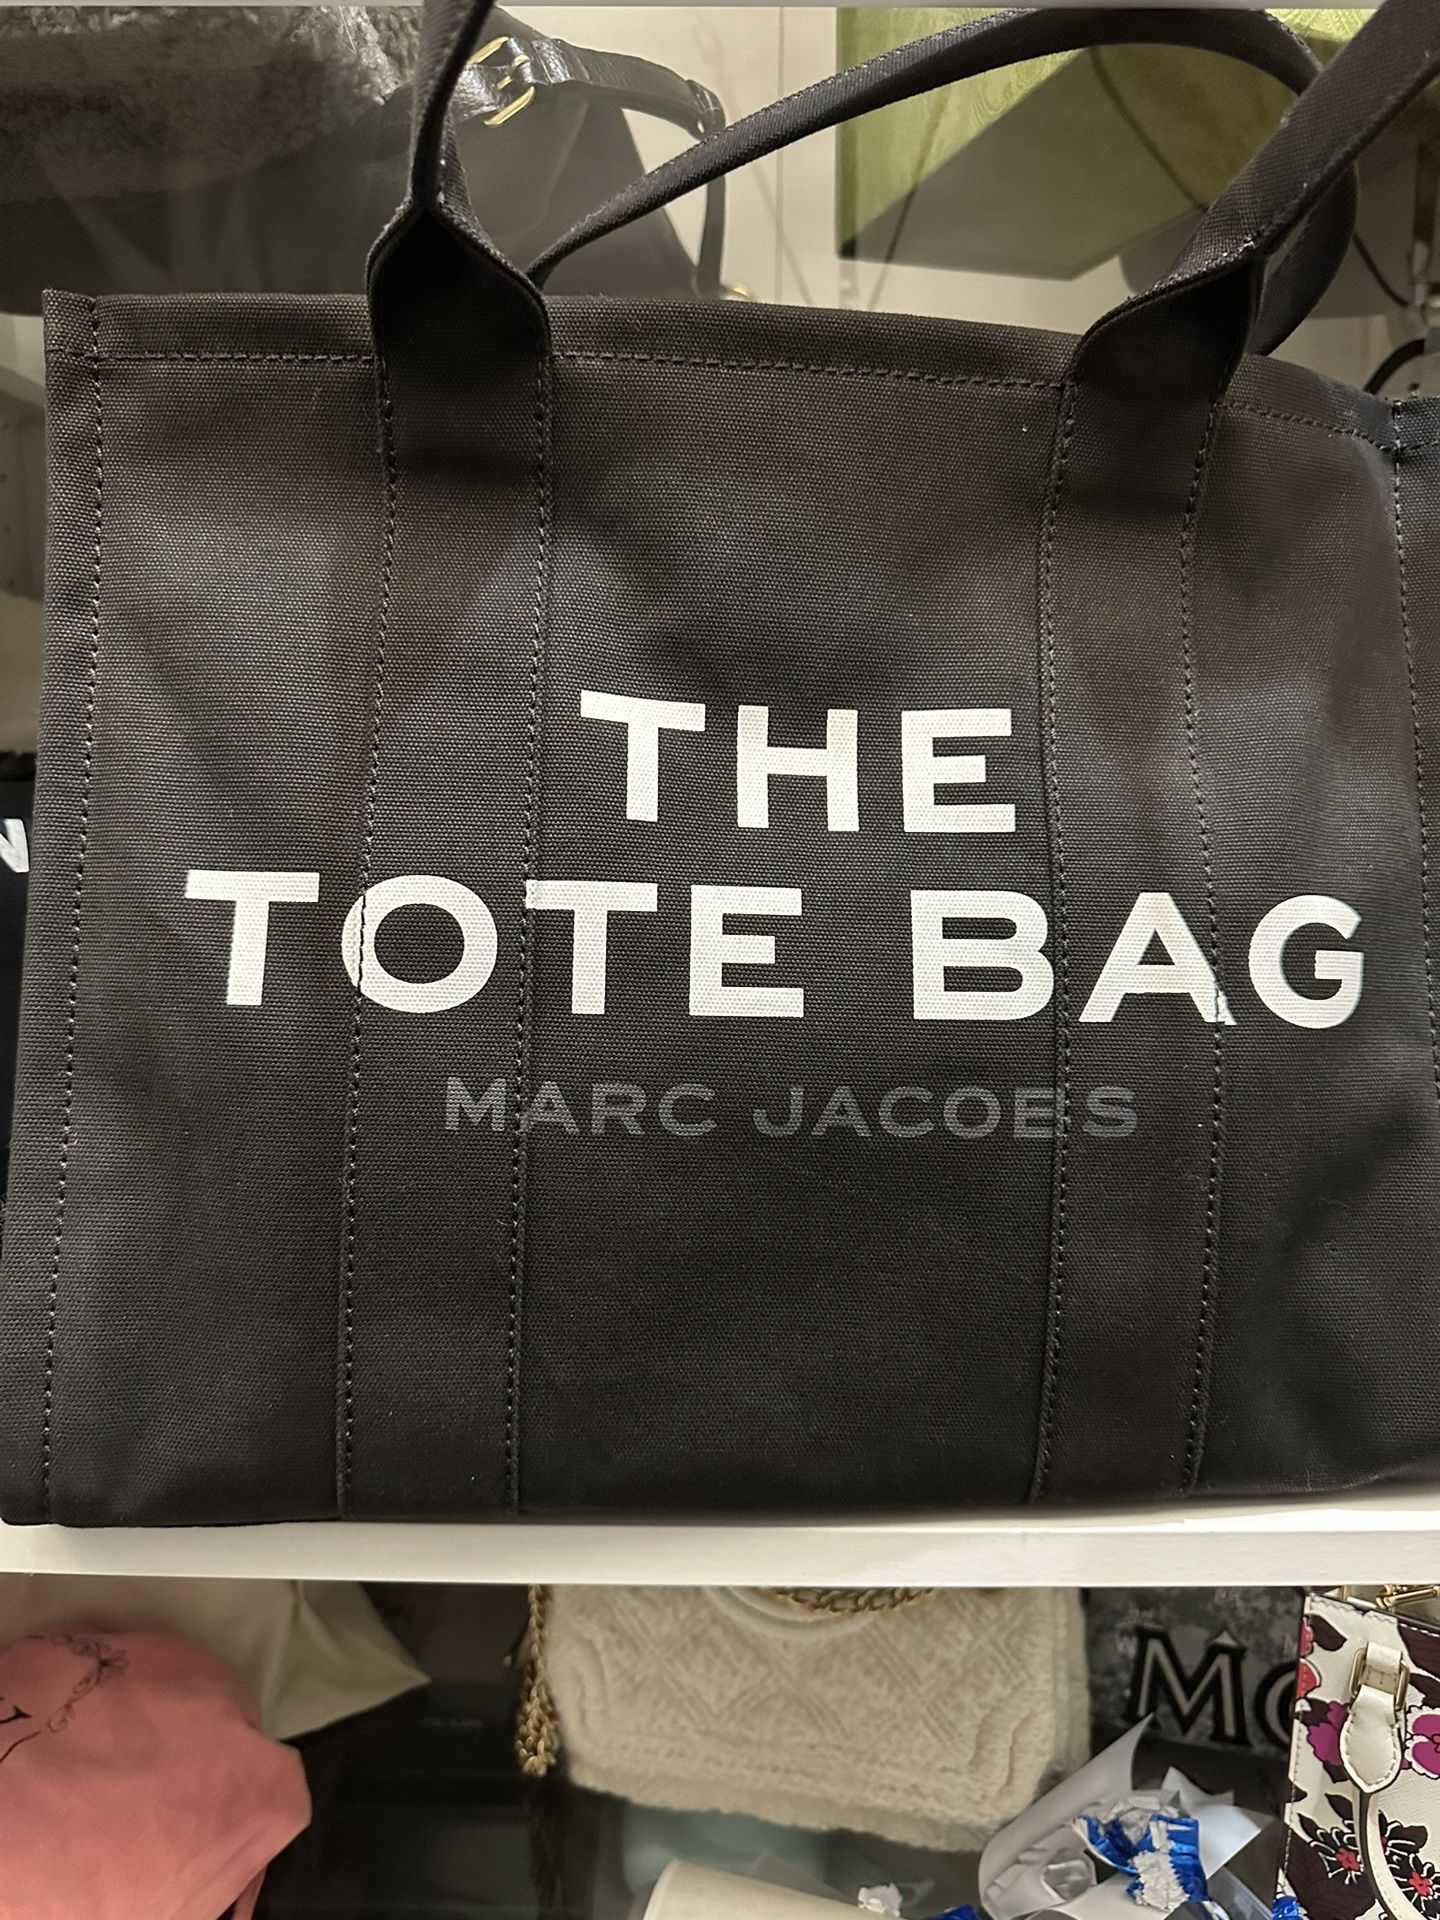 THE
TOTE BAG
MARC JACOBS